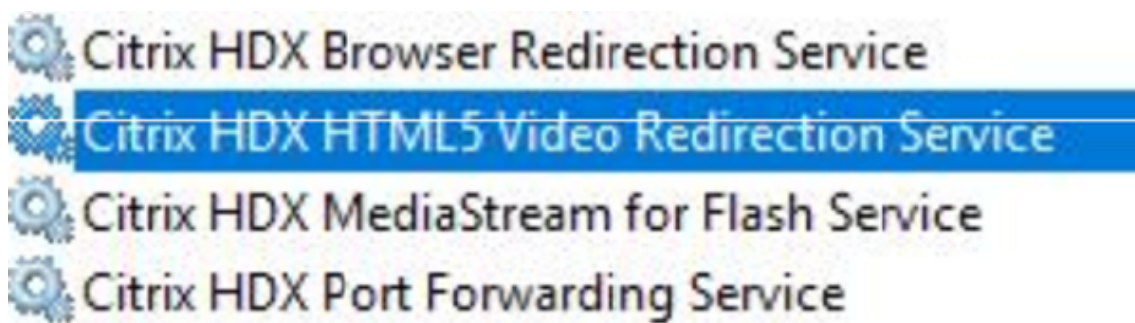 Citrix HDX Browser Redirection Service
Citrix HDX HTML5 Video Redirection Service
Citrix HDX MediaStream for Flash Service
Citrix HDX Port Forwarding Service